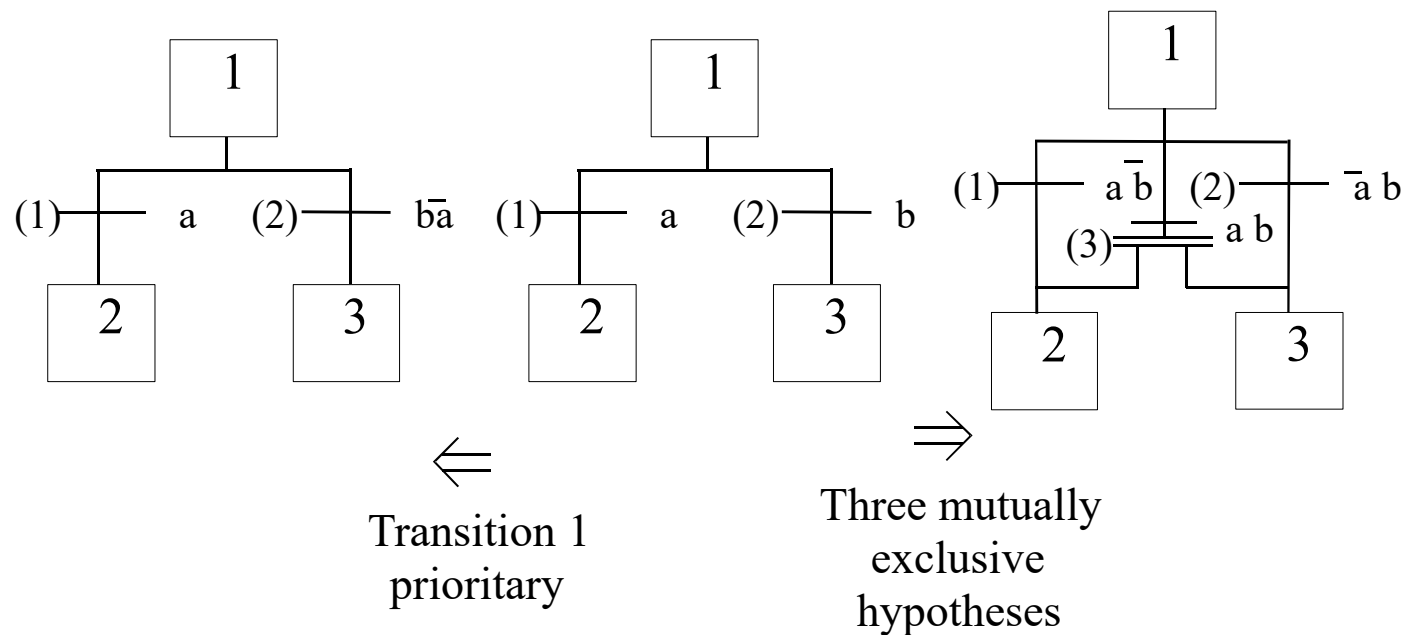 1
(1) a (2) ba̅
2 3
1
(1) a (2) b
2 3
1
(1) a b̅ (2) a̅ b
(3) a b
2 3
Transition 1
prioritary
Three mutually
exclusive
hypotheses